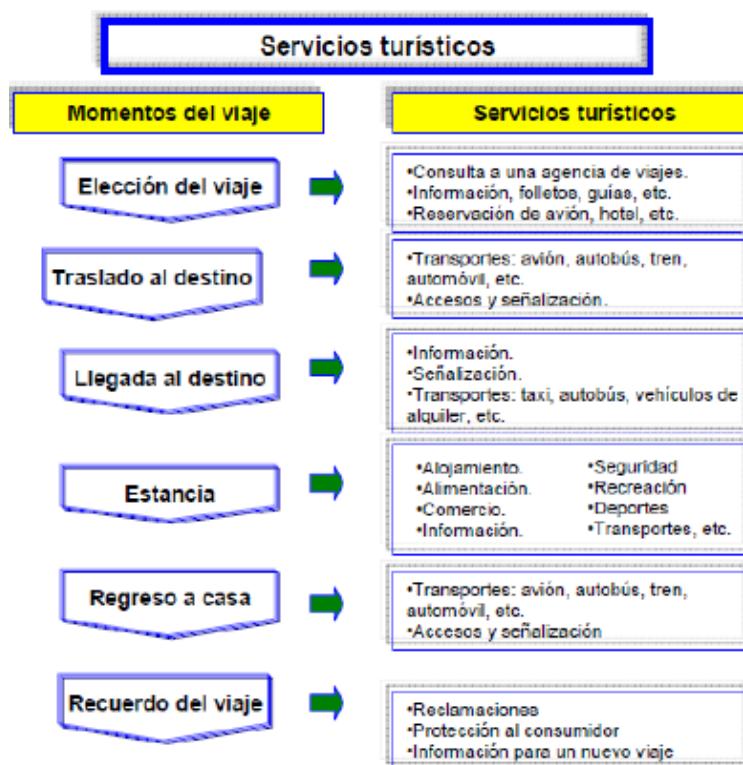 Servicios turísticos
Momentos del viaje
Servicios turísticos
Elección del viaje
•Consulta a una agencia de viajes.
•Información, folletos, guías, etc.
•Reservación de avión, hotel, etc.
Traslado al destino
•Transportes: avión, autobús, tren,
automóvil, etc.
•Accesos y señalización.
Llegada al destino
•Información.
•Señalización.
•Transportes: taxi, autobús, vehículos de
alquiler, etc.
Estancia
•Alojamiento.
•Alimentación.
•Comercio.
•Información.
•Seguridad
•Recreación
•Deportes
•Transportes, etc.
Regreso a casa
•Transportes: avión, autobús, tren,
automóvil, etc.
•Accesos y señalización
Recuerdo del viaje
•Reclamaciones
•Protección al consumidor
•Información para un nuevo viaje